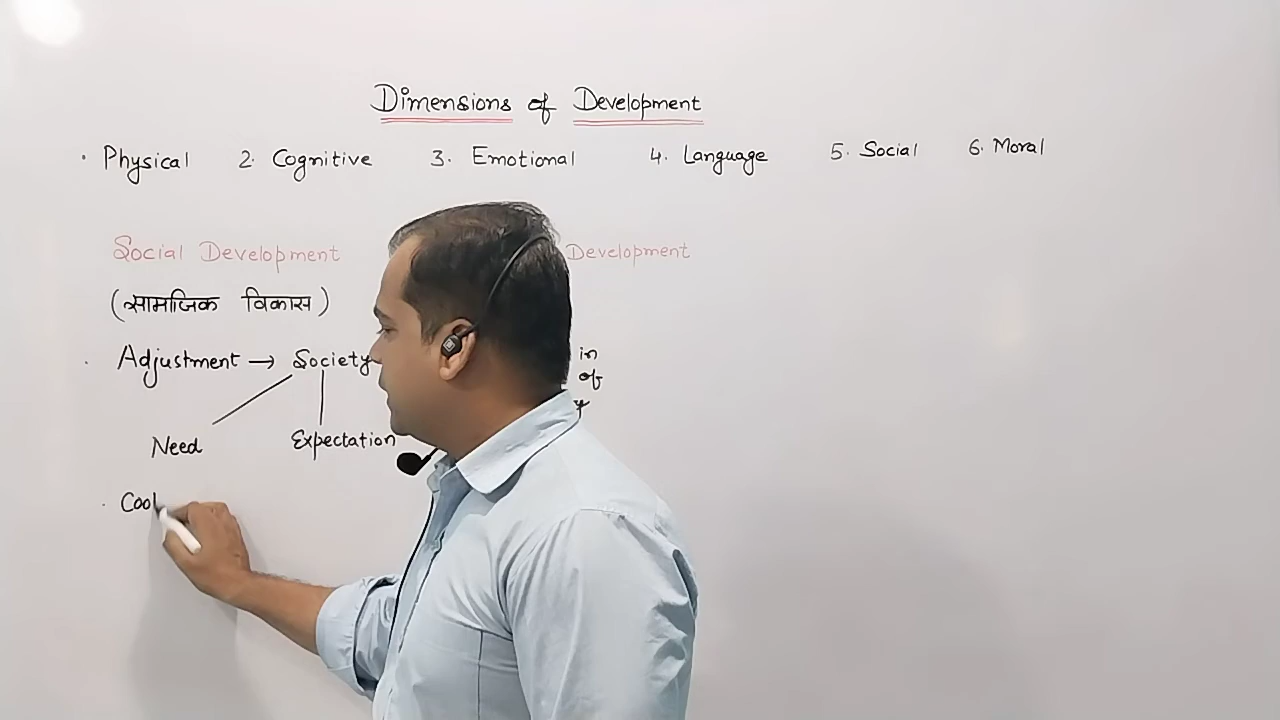 Dimensions of Development
Physical 2. Cognitive 3. Emotional 4. Language 5. Social 6. Moral
Social Development Development
(सामाजिक विकास)
Adjustment → Society in
of
Need Expectation